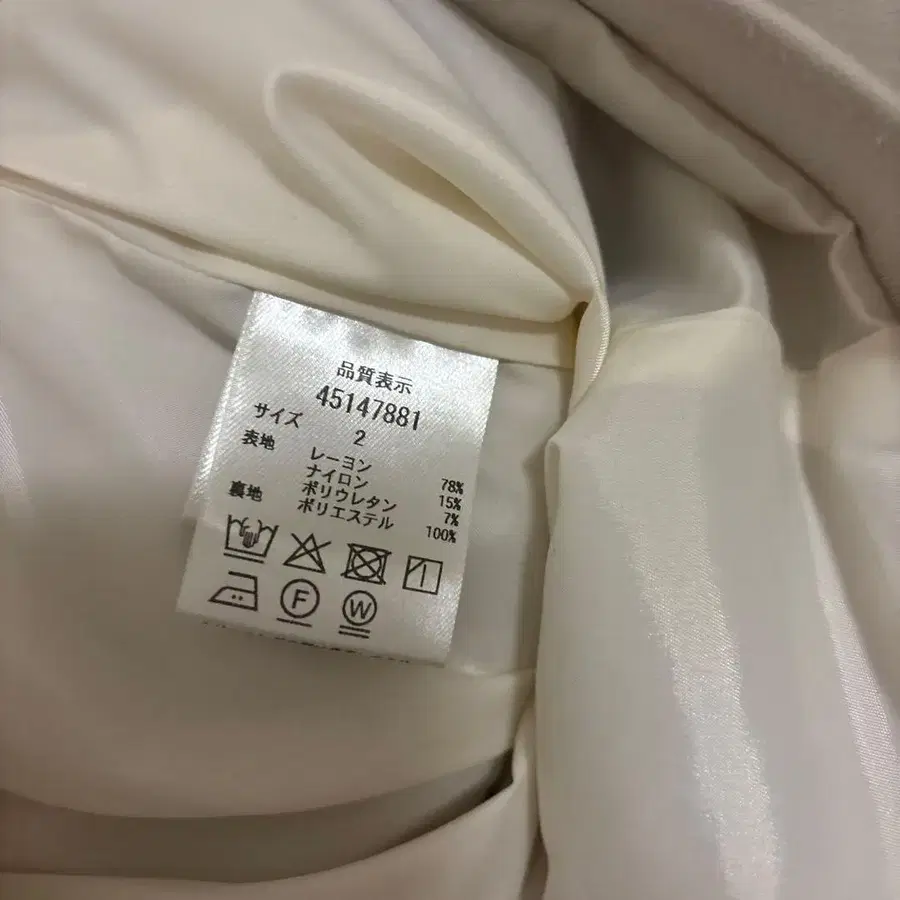 品質表示
45147881
サイズ 2
表地 レーヨン 78%
ナイロン 15%
ポリウレタン 7%
裏地 ポリエステル 100%
F
W